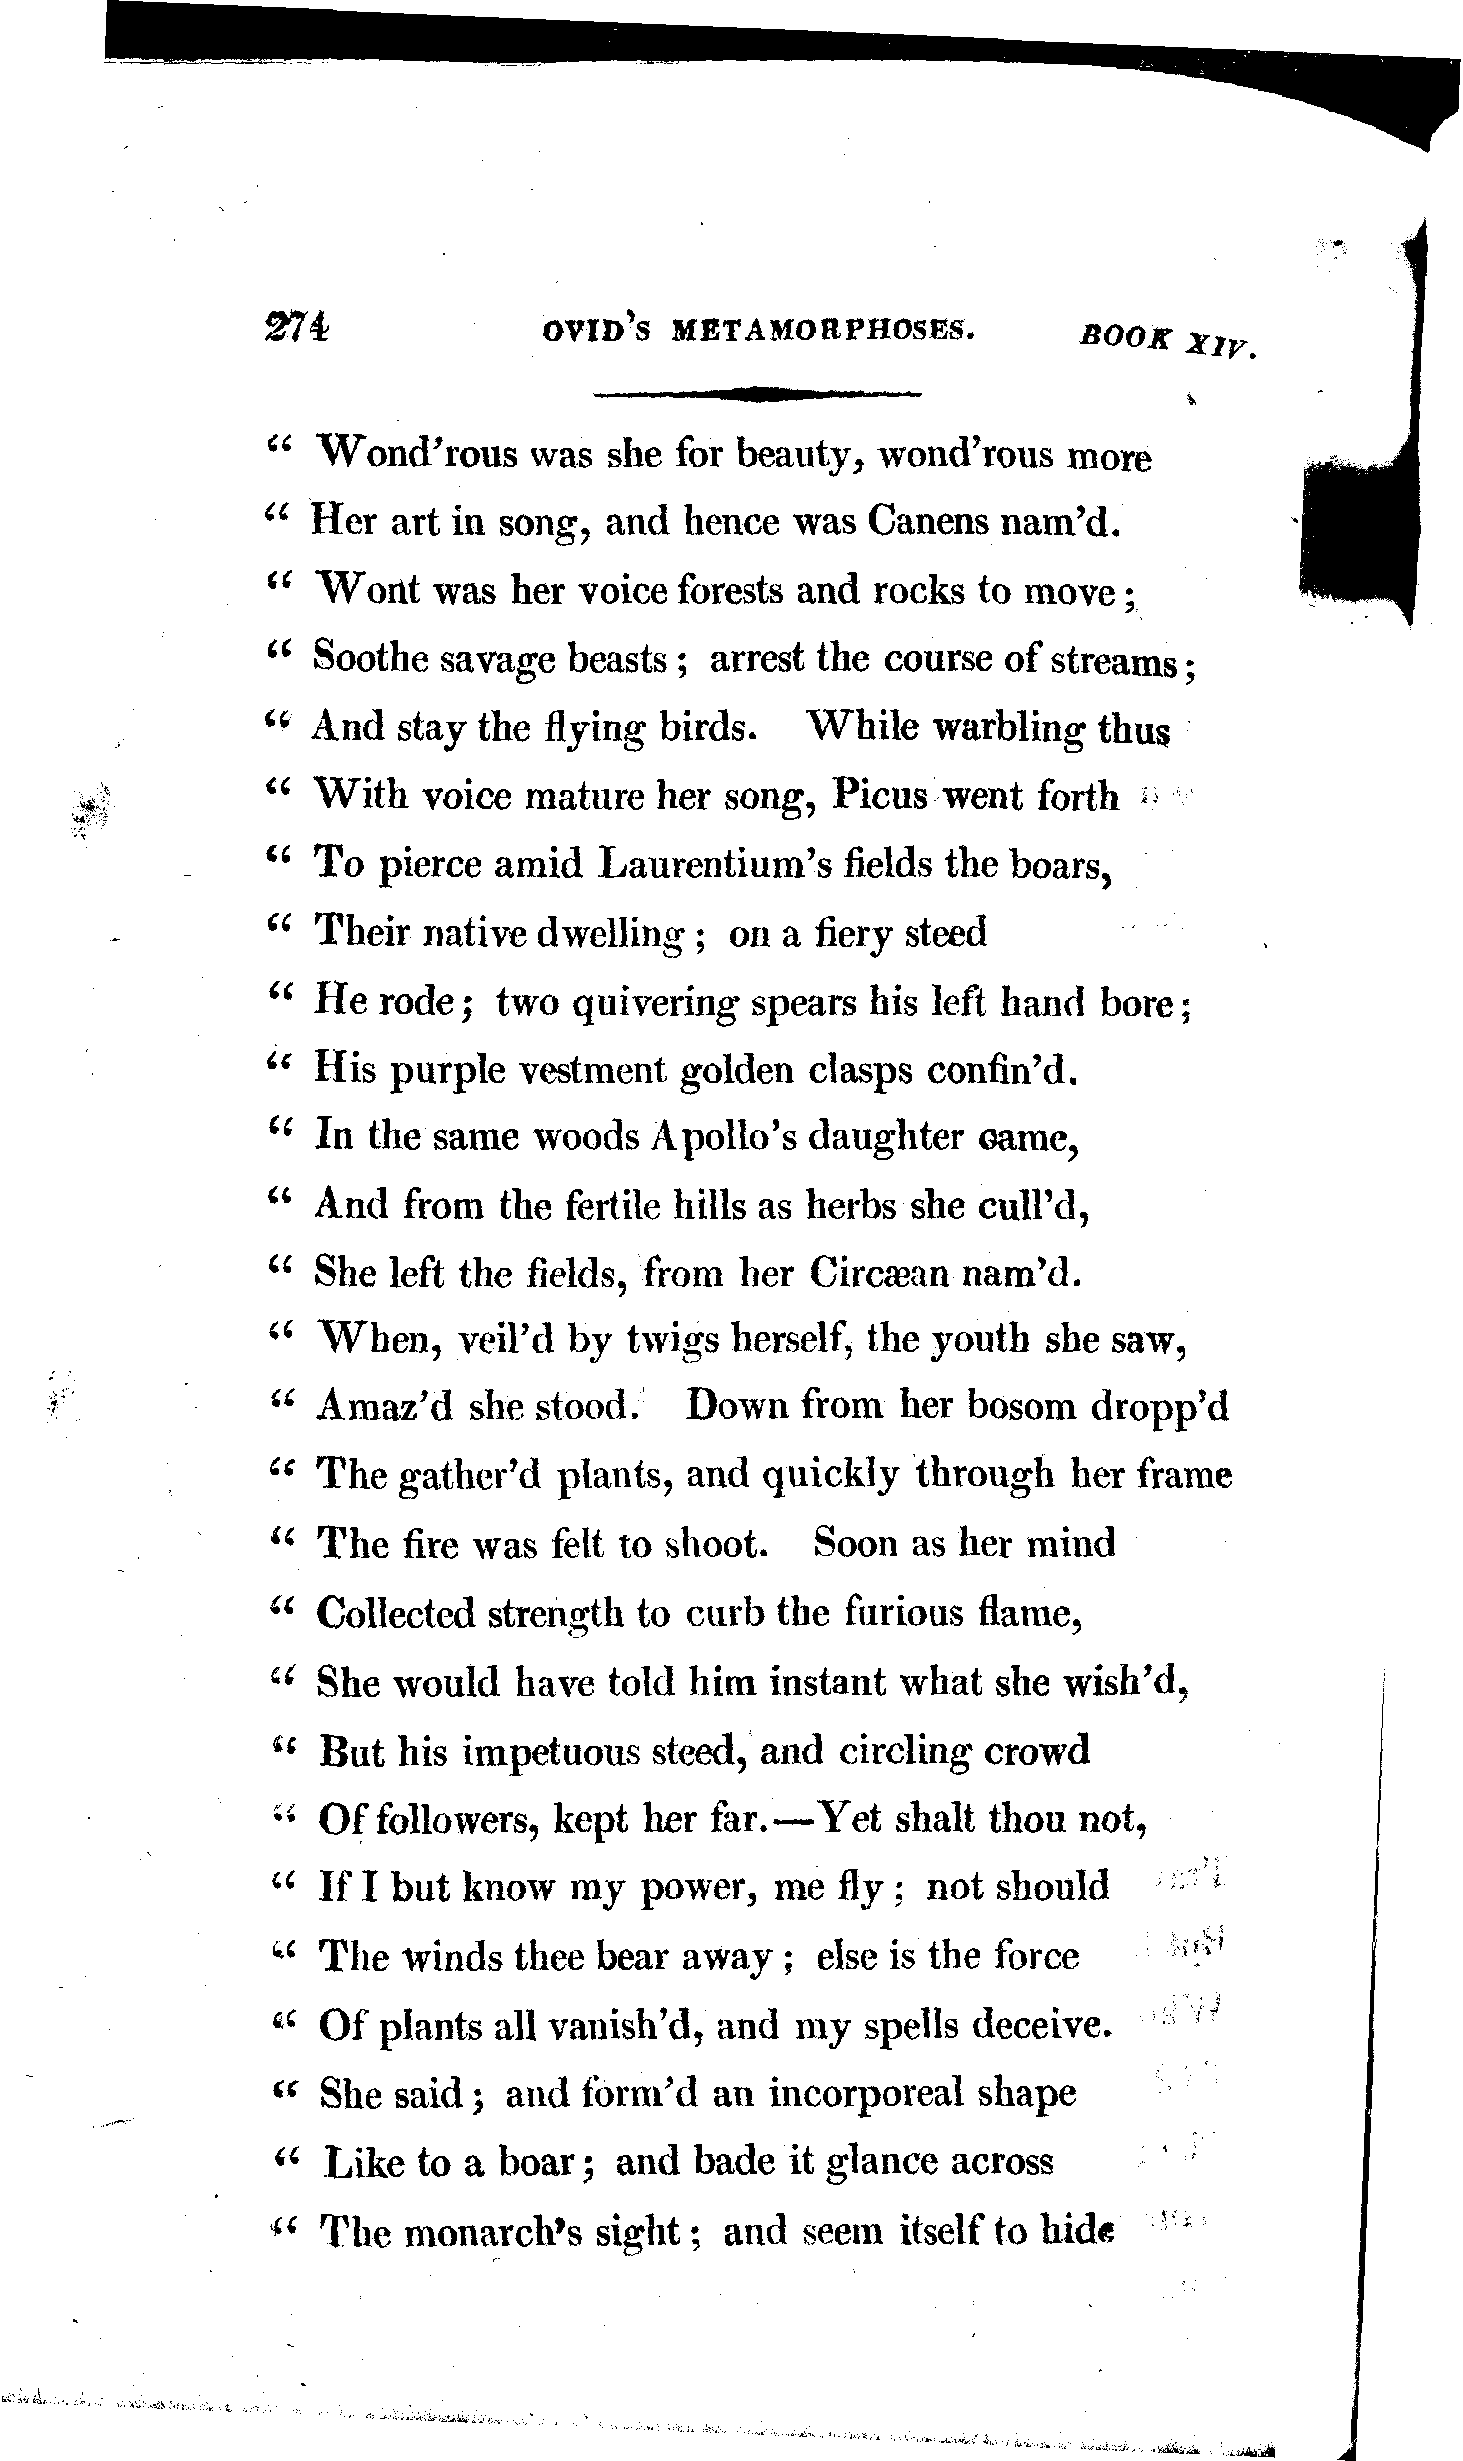 274 OVID'S METAMORPHOSES. BOOK XIV.
“ Wond'rous was she for beauty, wond'rous more
“ Her art in song, and hence was Canens nam'd.
“ Wont was her voice forests and rocks to move;
“ Soothe savage beasts; arrest the course of streams;
“ And stay the flying birds. While warbling thus
“ With voice mature her song, Picus went forth
“ To pierce amid Laurentium's fields the boars,
“ Their native dwelling; on a fiery steed
“ He rode; two quivering spears his left hand bore;
“ His purple vestment golden clasps confin'd.
“ In the same woods Apollo's daughter came,
“ And from the fertile hills as herbs she cull'd,
“ She left the fields, from her Circæan nam'd.
“ When, veil'd by twigs herself, the youth she saw,
“ Amaz'd she stood. Down from her bosom dropp'd
“ The gather'd plants, and quickly through her frame
“ The fire was felt to shoot. Soon as her mind
“ Collected strength to curb the furious flame,
“ She would have told him instant what she wish'd,
“ But his impetuous steed, and circling crowd
“ Of followers, kept her far.—Yet shalt thou not,
“ If I but know my power, me fly; not should
“ The winds thee bear away; else is the force
“ Of plants all vanish'd, and my spells deceive.
“ She said; and form'd an incorporeal shape
“ Like to a boar; and bade it glance across
“ The monarch's sight; and seem itself to hide